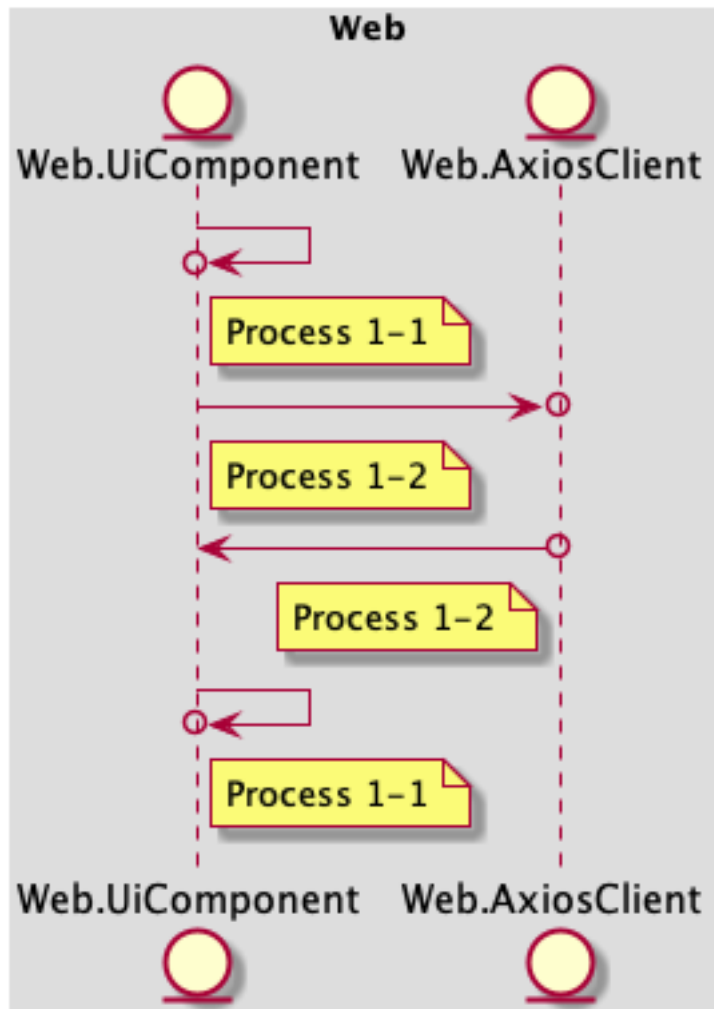 Web
Web.UiComponent Web.AxiosClient
Process 1-1
Process 1-2
Process 1-2
Process 1-1
Web.UiComponent Web.AxiosClient